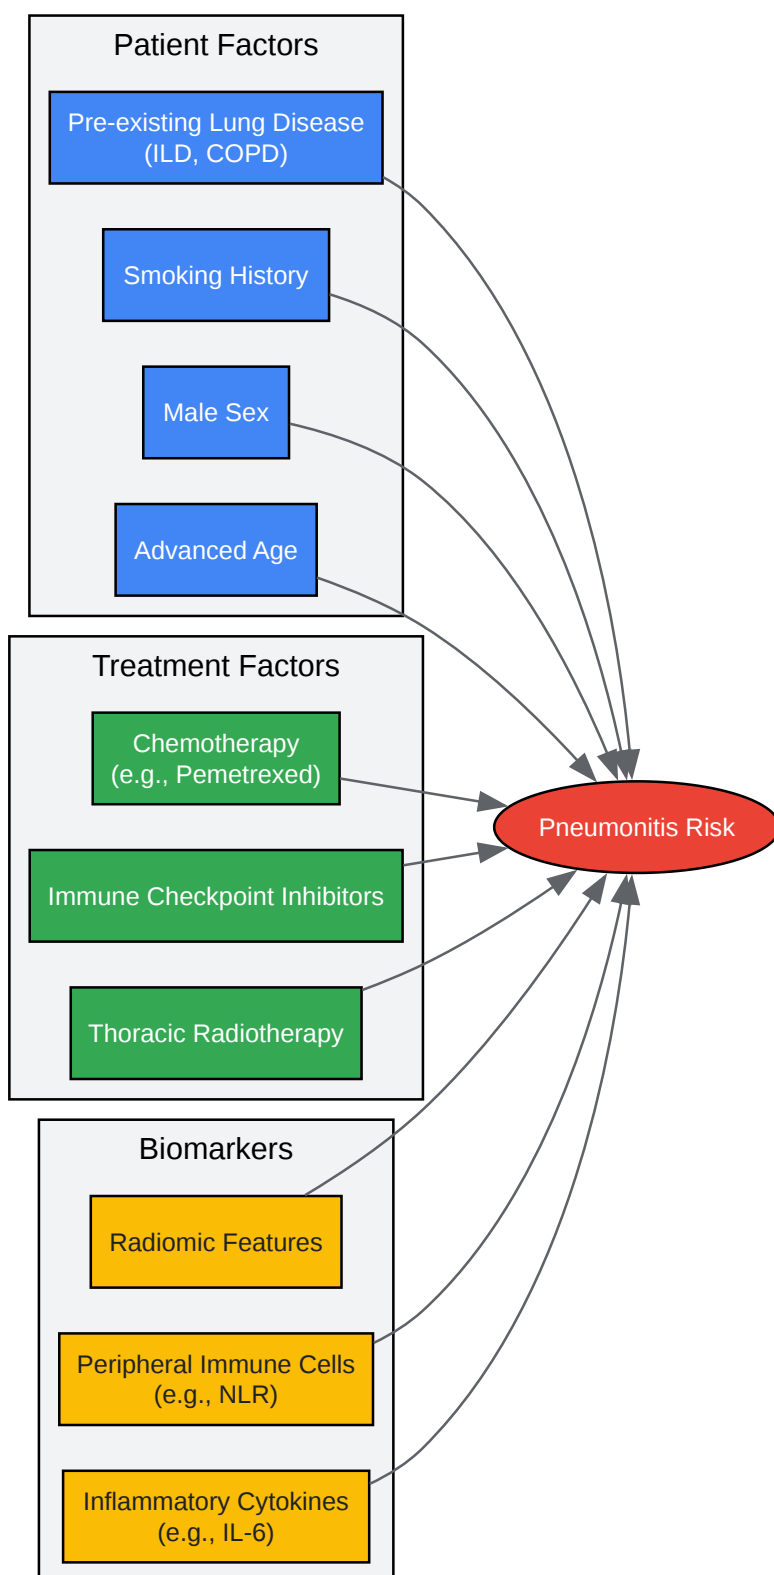 Patient Factors
Pre-existing Lung Disease
(ILD, COPD)
Smoking History
Male Sex
Advanced Age
Treatment Factors
Chemotherapy
(e.g., Pemetrexed)
Immune Checkpoint Inhibitors
Thoracic Radiotherapy
Pneumonitis Risk
Biomarkers
Radiomic Features
Peripheral Immune Cells
(e.g., NLR)
Inflammatory Cytokines
(e.g., IL-6)